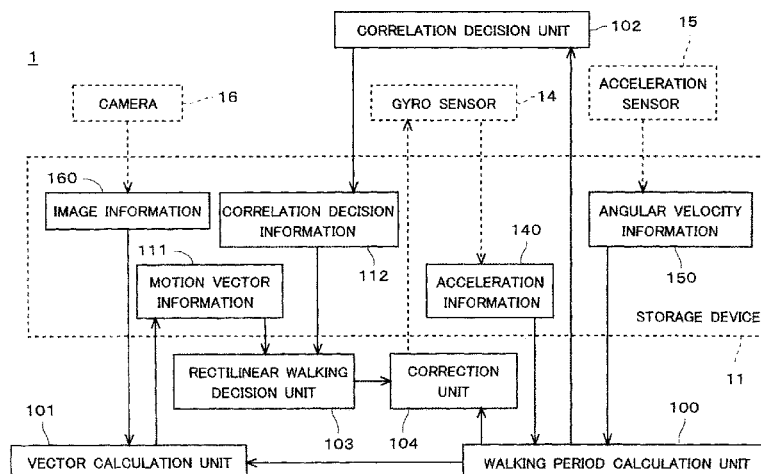 CORRELATION DECISION UNIT
102
15
1
CAMERA
16
GYRO SENSOR
14
ACCELERATION
SENSOR
160
IMAGE INFORMATION
CORRELATION DECISION
INFORMATION
112
ANGULAR VELOCITY
INFORMATION
150
111
MOTION VECTOR
INFORMATION
140
ACCELERATION
INFORMATION
STORAGE DEVICE
11
RECTILINEAR WALKING
DECISION UNIT
103
CORRECTION
UNIT
104
101
VECTOR CALCULATION UNIT
100
WALKING PERIOD CALCULATION UNIT